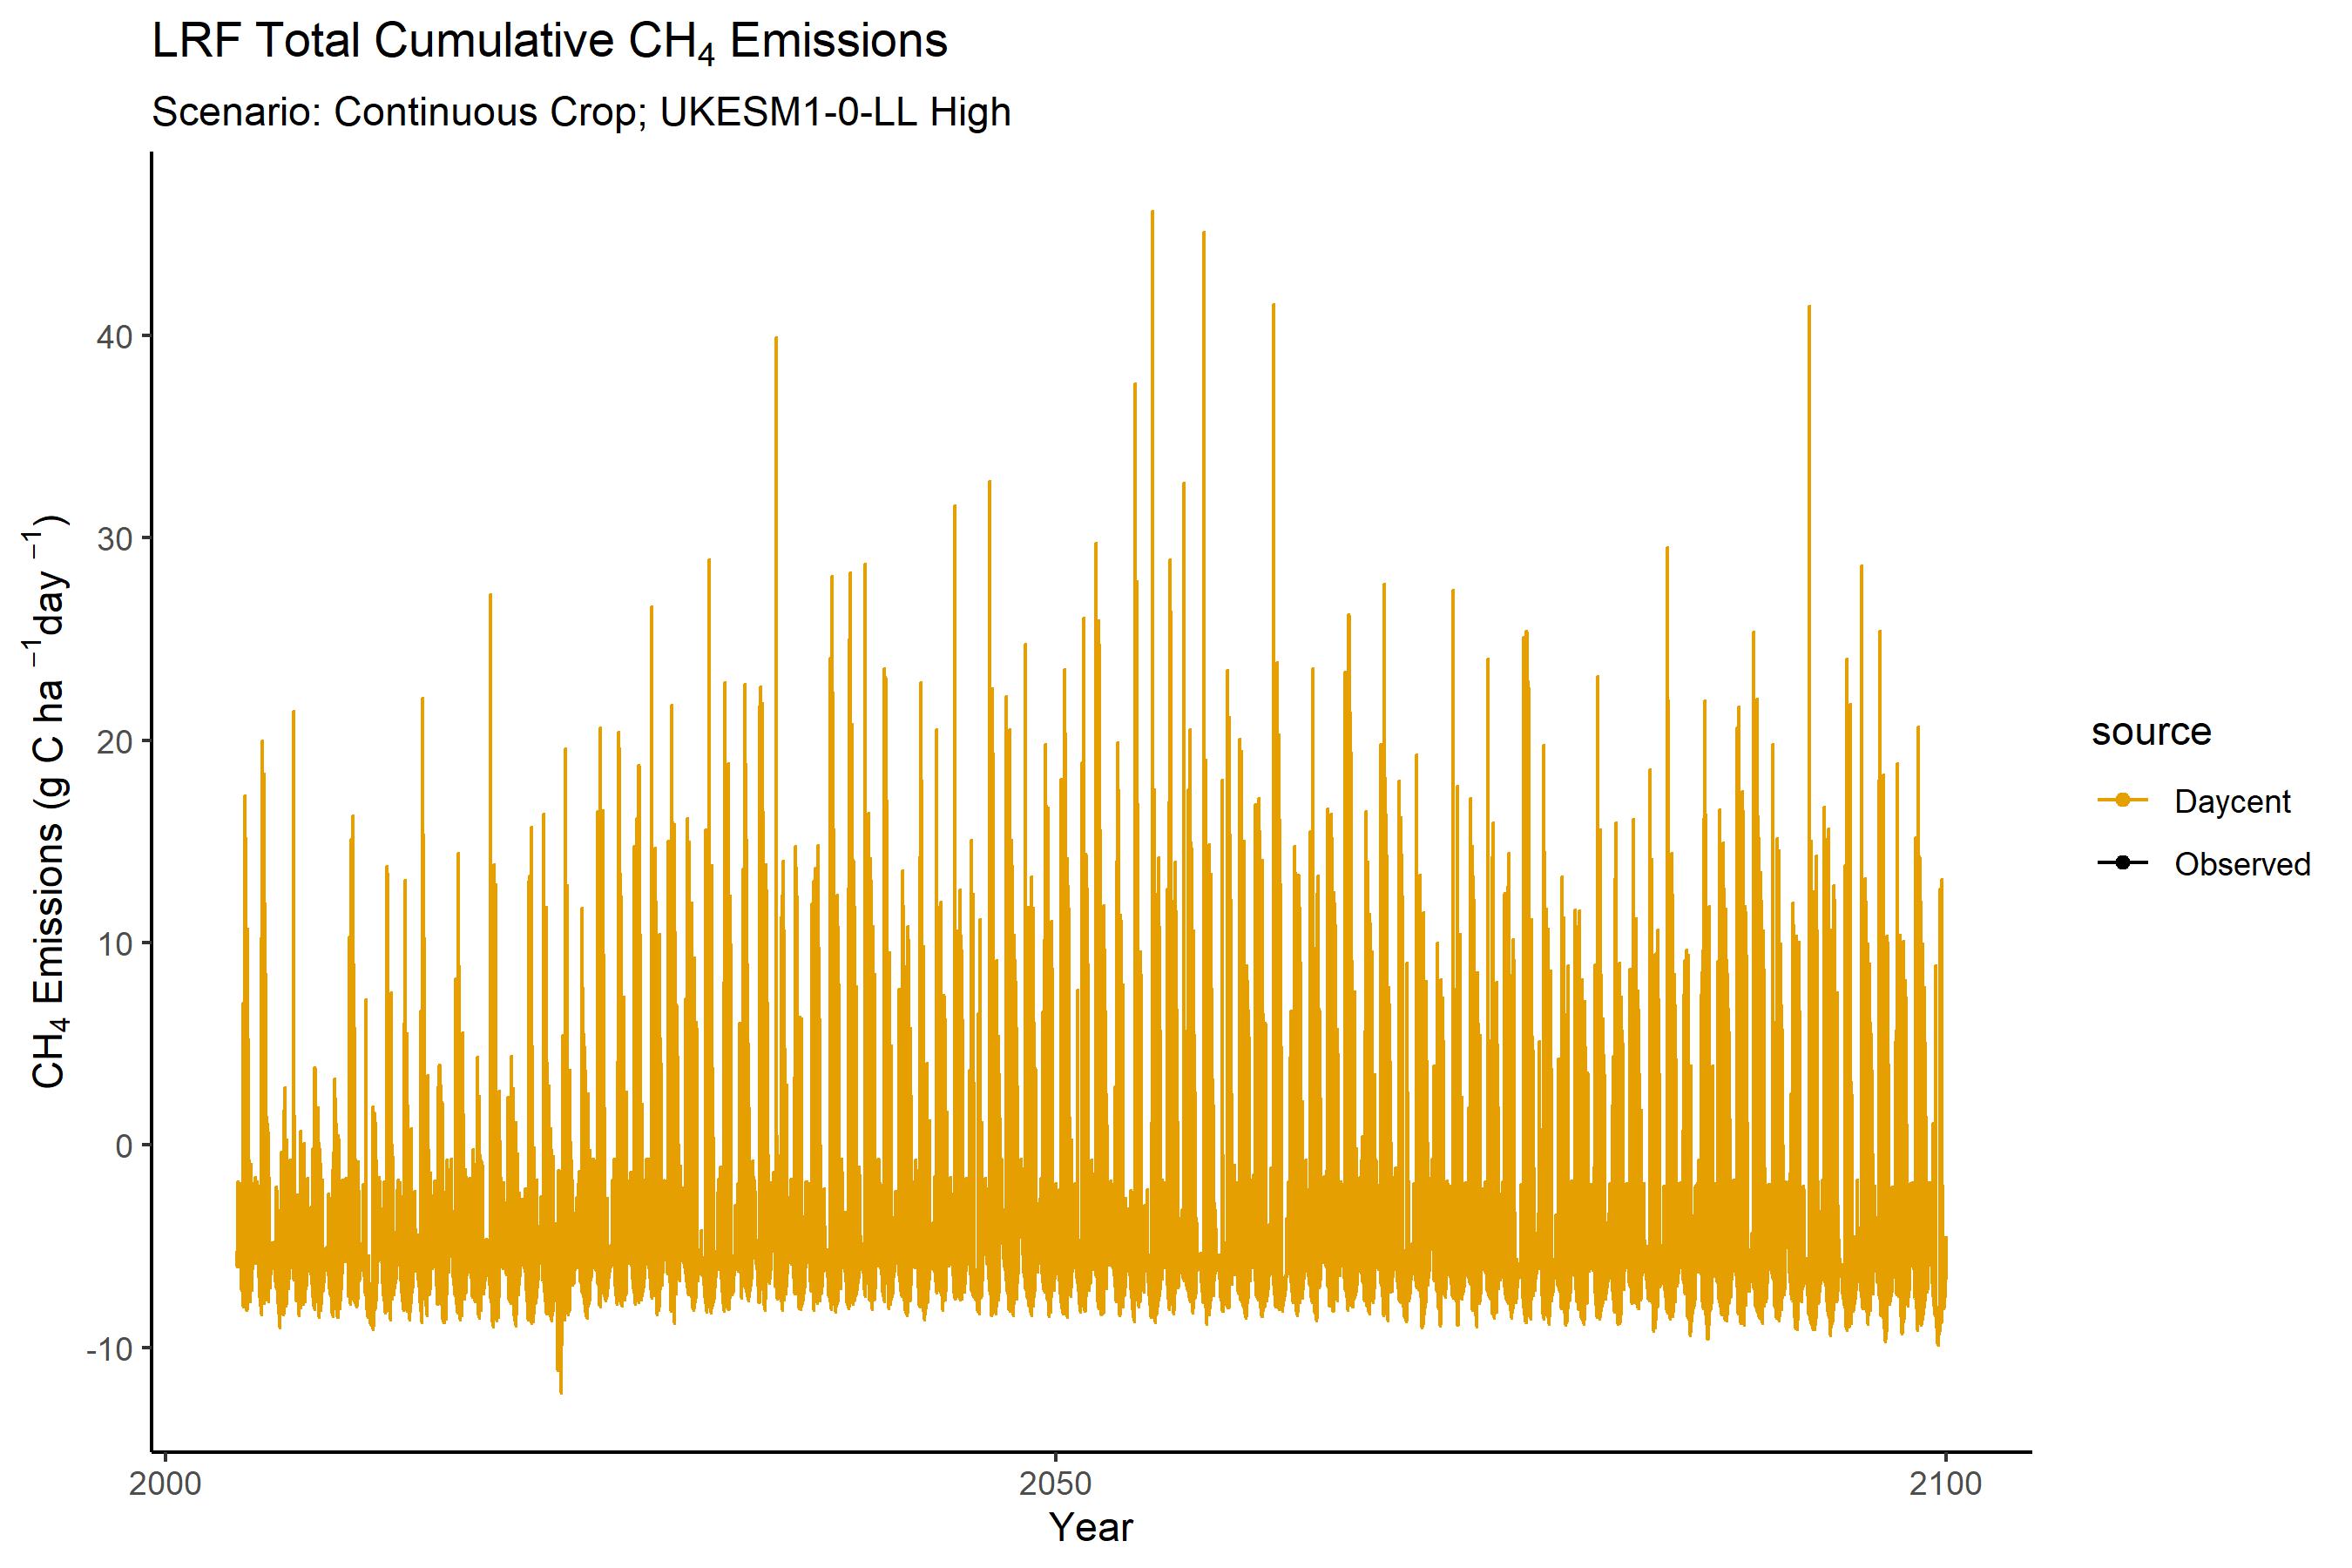 LRF Total Cumulative CH₄ Emissions
Scenario: Continuous Crop; UKESM1-0-LL High
CH₄ Emissions (g C ha ⁻¹day ⁻¹)
40
30
20
10
0
-10
2000
2050
2100
Year
source
Daycent
Observed